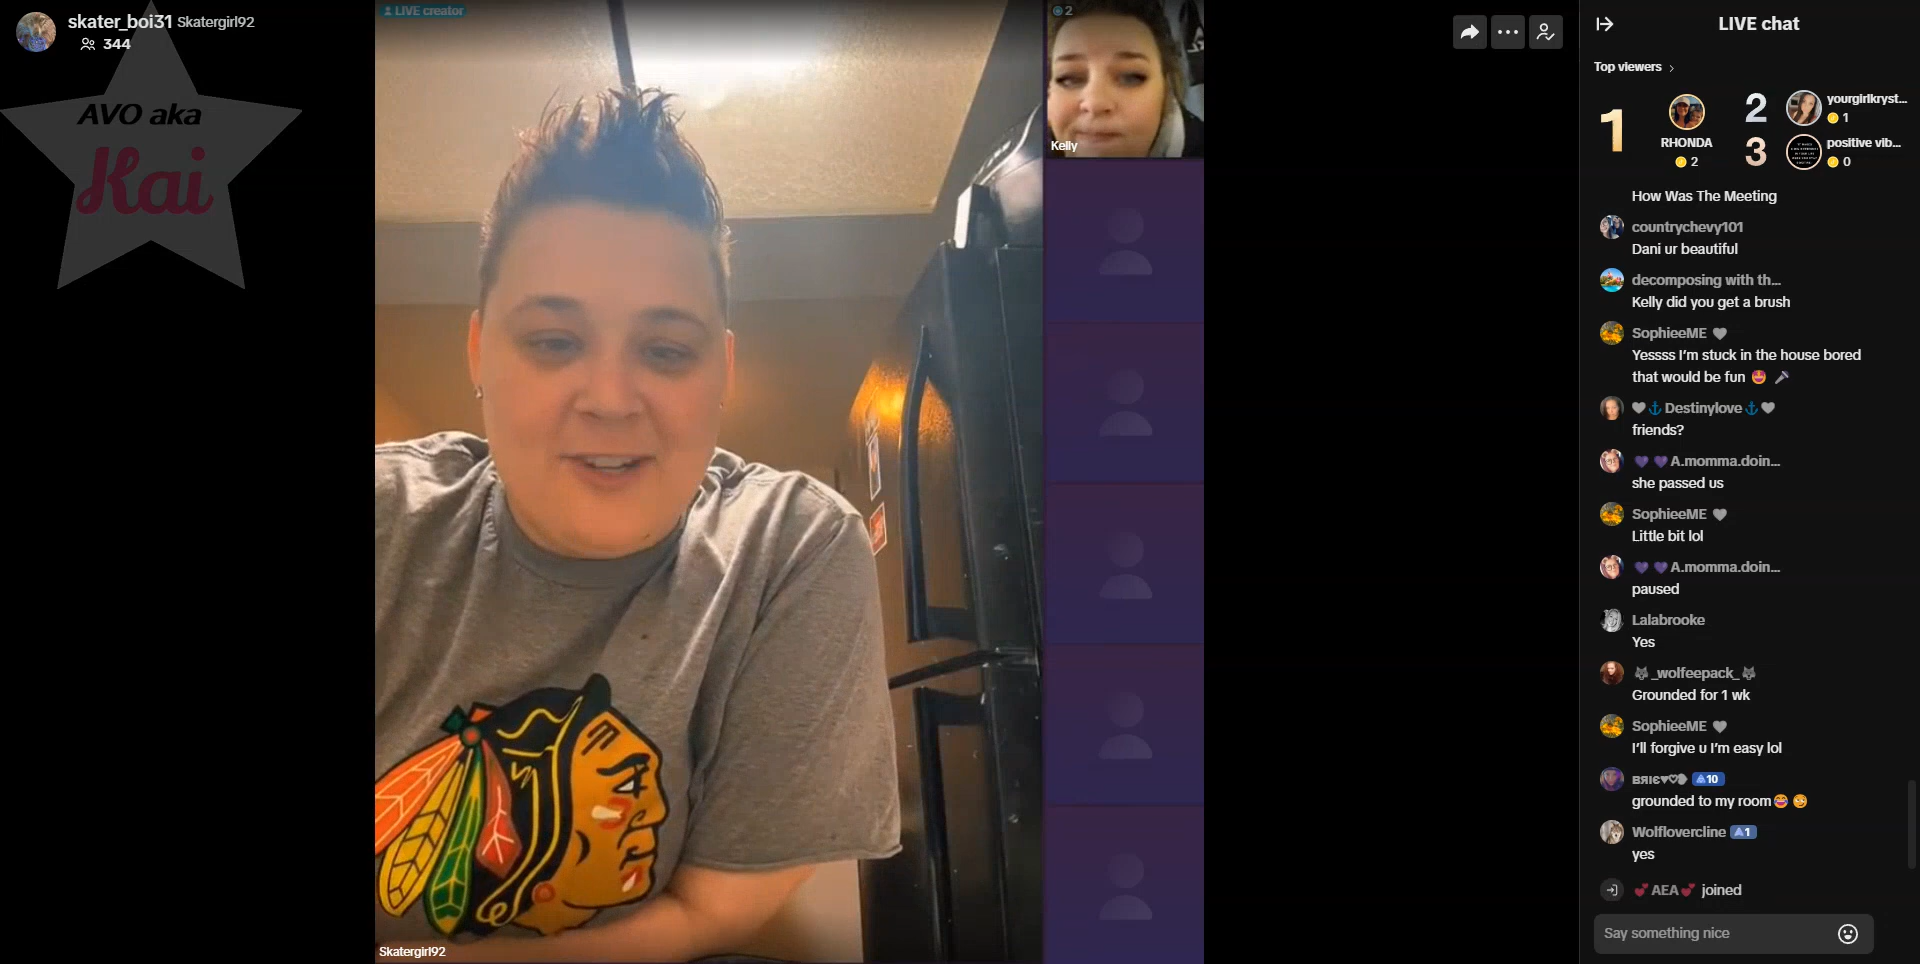 skater_boi31 Skatergirl92
344
AVO aka
Kai
LIVE creator
2
Kelly
Skatergirl92
LIVE chat
Top viewers
1
RHONDA
2
2
yourgirlkryst...
1
3
positive vib...
0
How Was The Meeting
countrychevy101
Dani ur beautiful
decomposing with th...
Kelly did you get a brush
SophieeME
Yessss I'm stuck in the house bored
that would be fun
Destinylove
friends?
A.momma.doin...
she passed us
SophieeME
Little bit lol
A.momma.doin...
paused
Lalabrooke
Yes
_wolfeepack_
Grounded for 1 wk
SophieeME
I'll forgive u I'm easy lol
вяιє 10
grounded to my room
Wolflovercline 1
yes
AEA joined
Say something nice